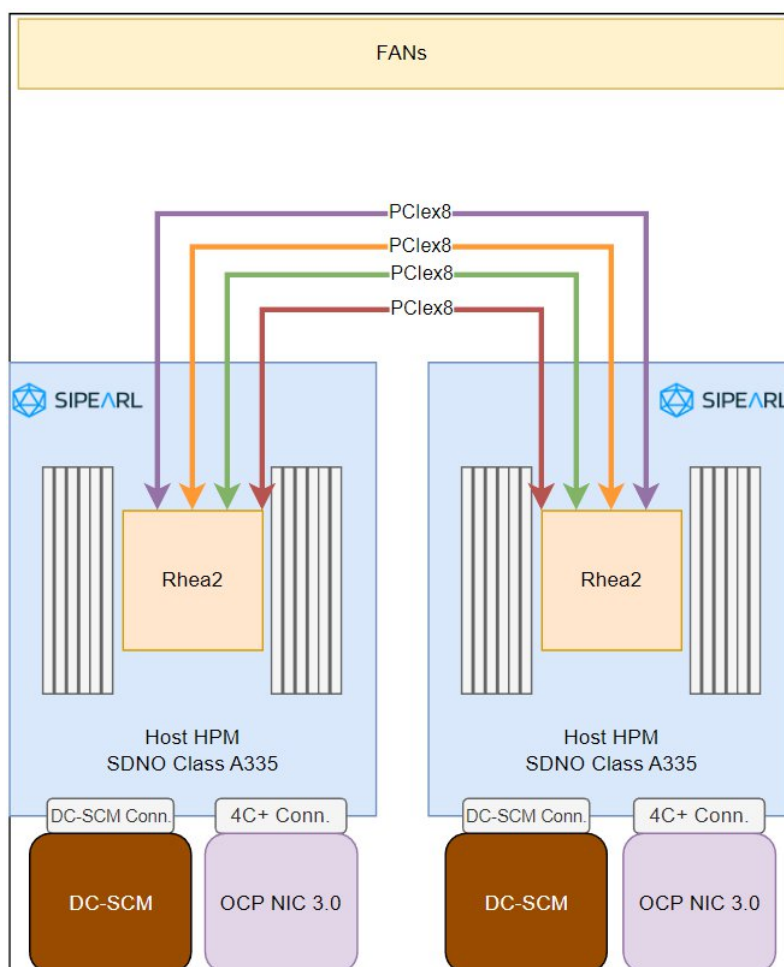 FANs
PCIex8
PCIex8
PCIex8
PCIex8
SIPEARL
SIPEARL
Rhea2
Rhea2
Host HPM
SDNO Class A335
Host HPM
SDNO Class A335
DC-SCM Conn.
4C+ Conn.
DC-SCM Conn.
4C+ Conn.
DC-SCM
OCP NIC 3.0
DC-SCM
OCP NIC 3.0